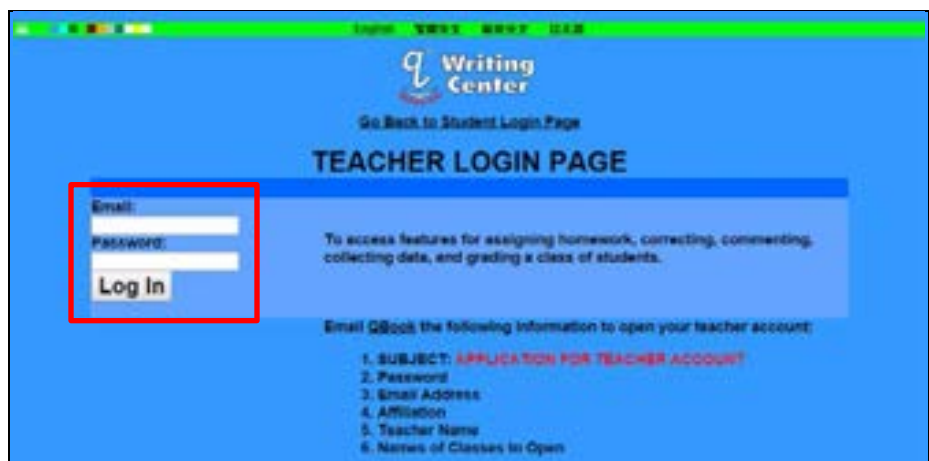 English
q Writing
Center
Go Back to Student Login Page
TEACHER LOGIN PAGE
Email:
Password:
Log In
To access features for assigning homework, correcting, commenting,
collecting data, and grading a class of students.
Email QBook the following information to open your teacher account:
1. SUBJECT: APPLICATION FOR TEACHER ACCOUNT
2. Password
3. Email Address
4. Affiliation
5. Teacher Name
6. Names of Classes to Open